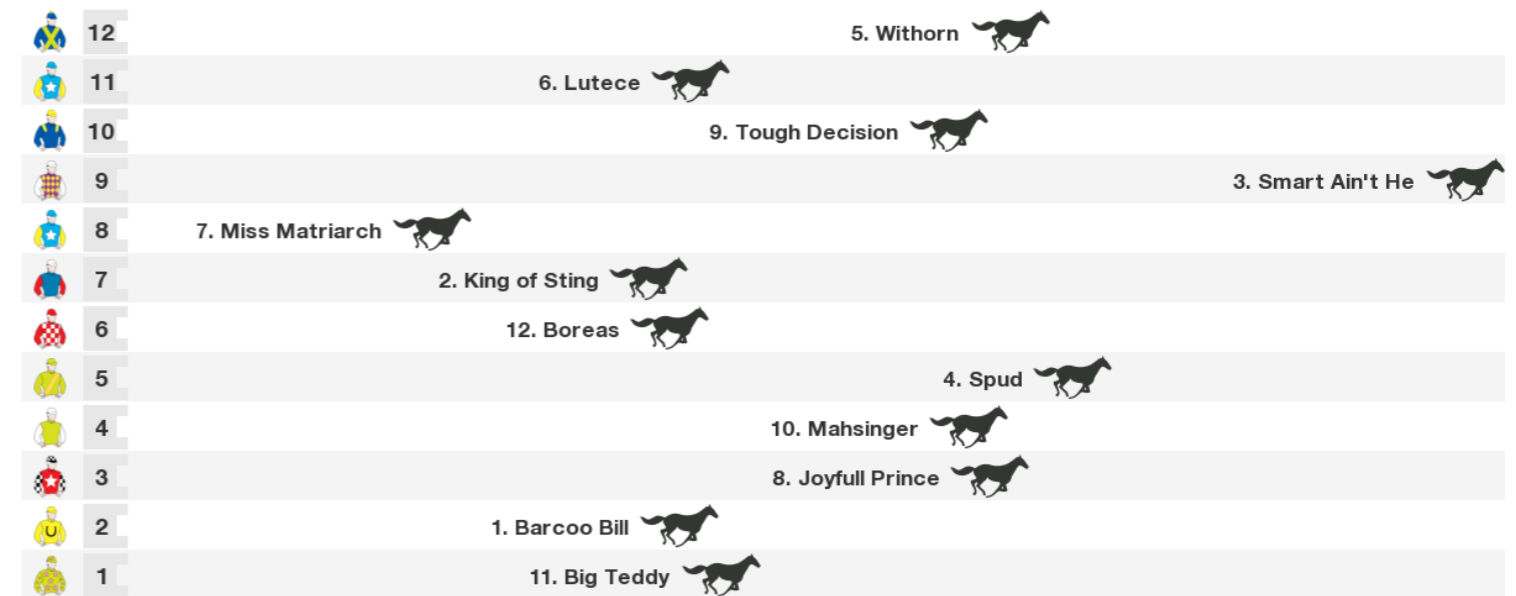 12 5. Withorn
11 6. Lutece
10 9. Tough Decision
9 3. Smart Ain't He
8 7. Miss Matriarch
7 2. King of Sting
6 12. Boreas
5 4. Spud
4 10. Mahsinger
3 8. Joyfull Prince
2 1. Barcoo Bill
1 11. Big Teddy